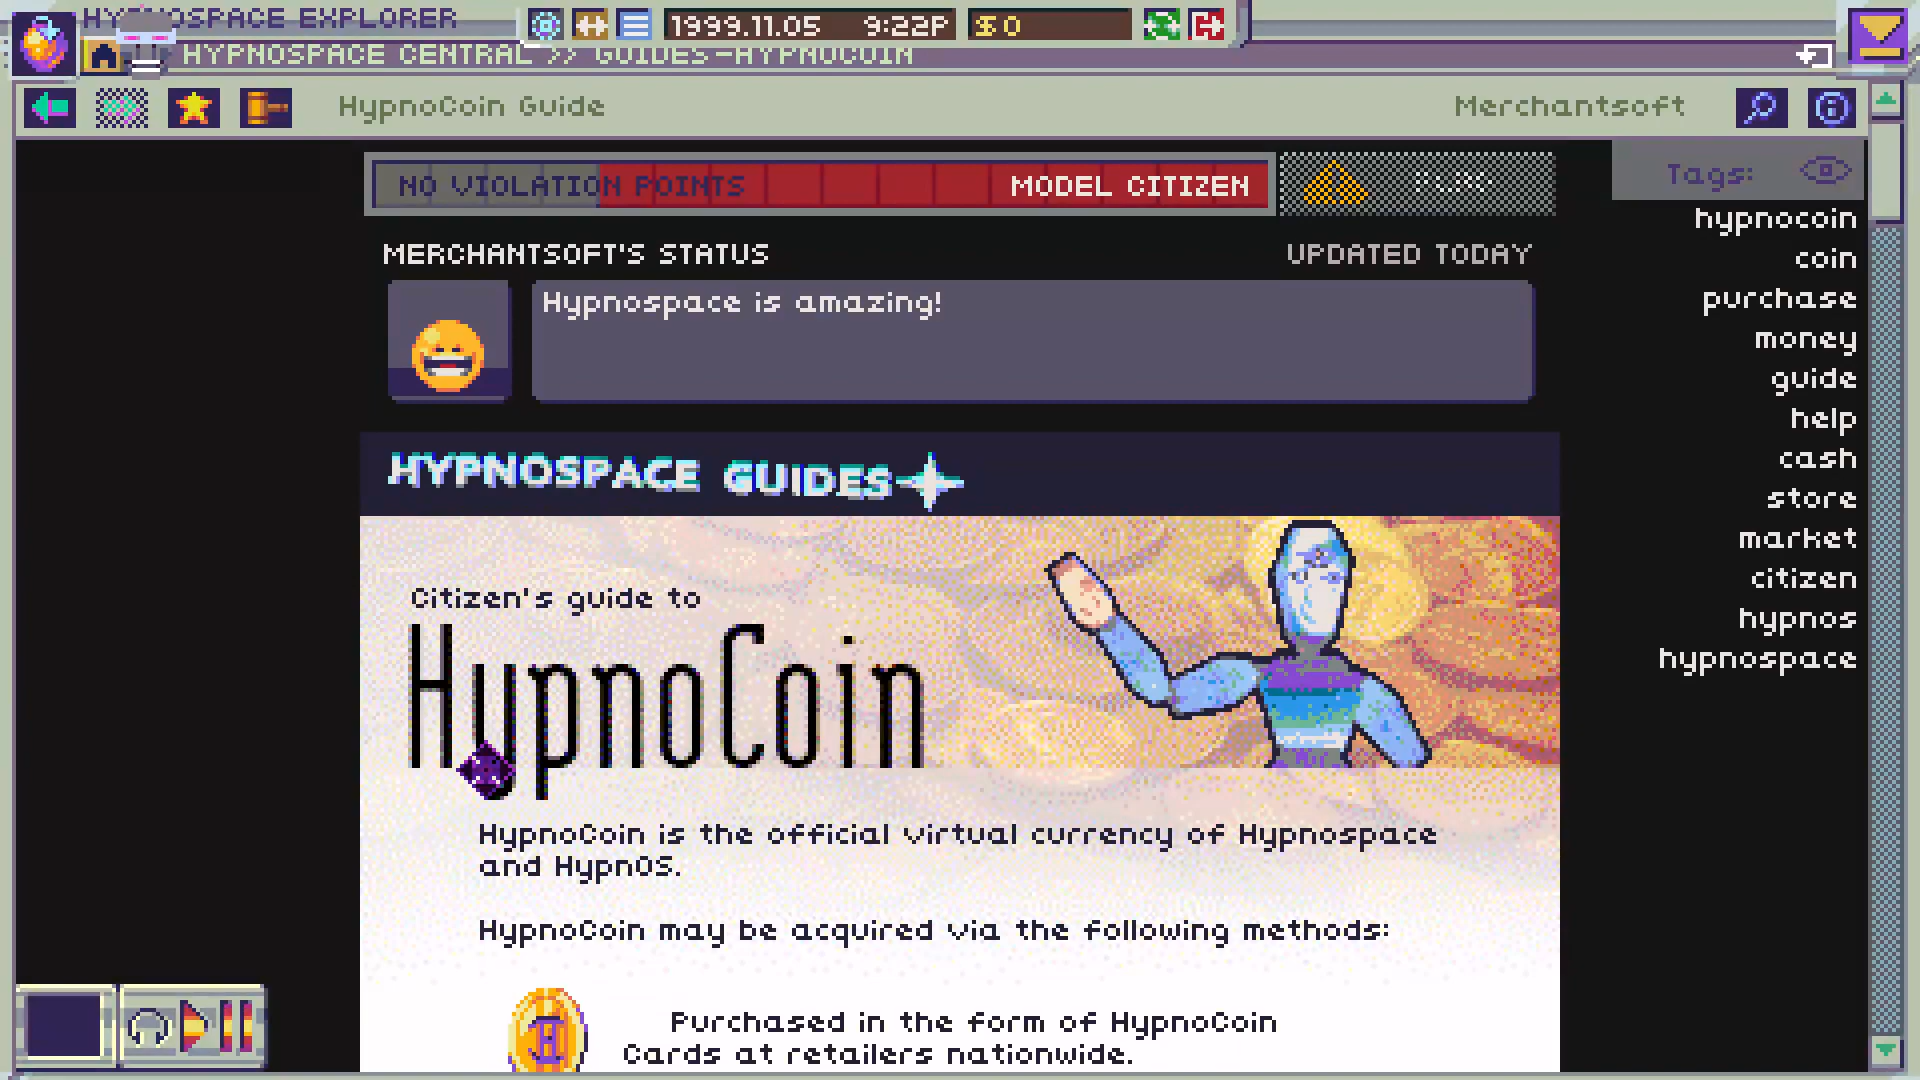 HYPNOSPACE EXPLORER
1999.11.05 9:22P
0
HYPNOSPACE CENTRAL >> GUIDES-HYPNOCOIN
HypnoCoin Guide
Merchantsoft
NO VIOLATION POINTS
MODEL CITIZEN
Tags:
hypnocoin
coin
purchase
money
guide
help
cash
store
market
citizen
hypnos
hypnospace
MERCHANTSOFT'S STATUS
UPDATED TODAY
Hypnospace is amazing!
HYPNOSPACE GUIDES
Citizen's guide to
HypnoCoin
HypnoCoin is the official virtual currency of Hypnospace
and HypnOS.
HypnoCoin may be acquired via the following methods:
Purchased in the form of HypnoCoin
Cards at retailers nationwide.